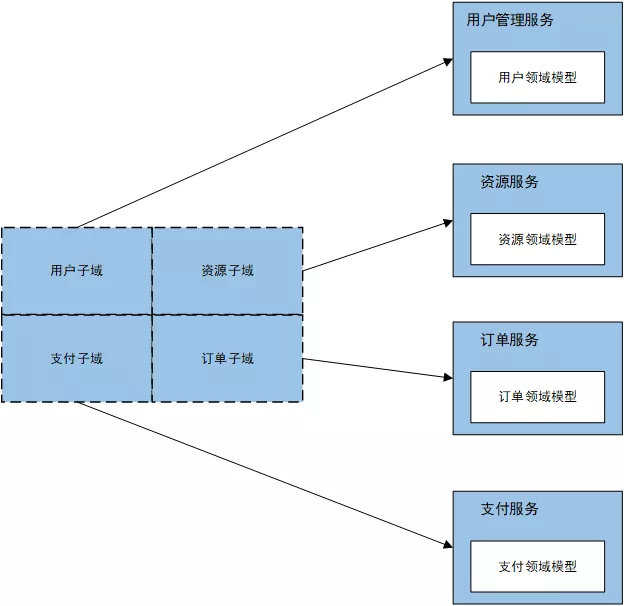 用户管理服务
用户领域模型
资源服务
资源领域模型
用户子域
资源子域
支付子域
订单子域
订单服务
订单领域模型
支付服务
支付领域模型